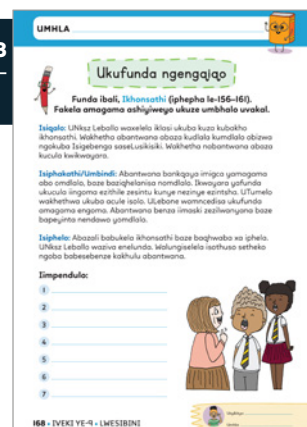 UMHLA
Ukufunda ngengqiqo
Funda ibali, Ikhonsathi (iphepha le-156–161).
Fakela amagama ashiyiweyo ukuze umbhalo uvakal.
Isiqalo: UNksz Leballo waxelela iklasi ukuba kuza kubakho
ikhonsathi. Wakhetha abantwana abaza kudlala kumdlalo obizwa
ngokuba Isigebenga saseLusikisiki. Wakhetha nabantwana abaza
kucula kwikwayara.
Isiphakathi/Umbindi: Abantwana banikqaya imigca yamagama
abo omdlalo, baze baziqhelanisa nomdlalo. Ikwayara yafunda
ukucula iingoma ezithile zesintu kunye nezinye ezintsha. UTumelo
wakhethwa ukuba acule isolo. ULebone wamncedisa ukufunda
amagama engoma. Abantwana benza iimaski zezilwanyana baze
bapeyinta nendawo yomdlalo.
Isiphelo: Abazali babukela ikhonsathi baze baqhwaba xa iphela.
UNksz Leballo waziva enelunda. Walungiselela isothuso setheko
ngoba babesebenze kakhulu abantwana.
Iimpendulo:
1
2
3
4
5
6
7
168 • IVEKI YE-9 • LWESIBINI